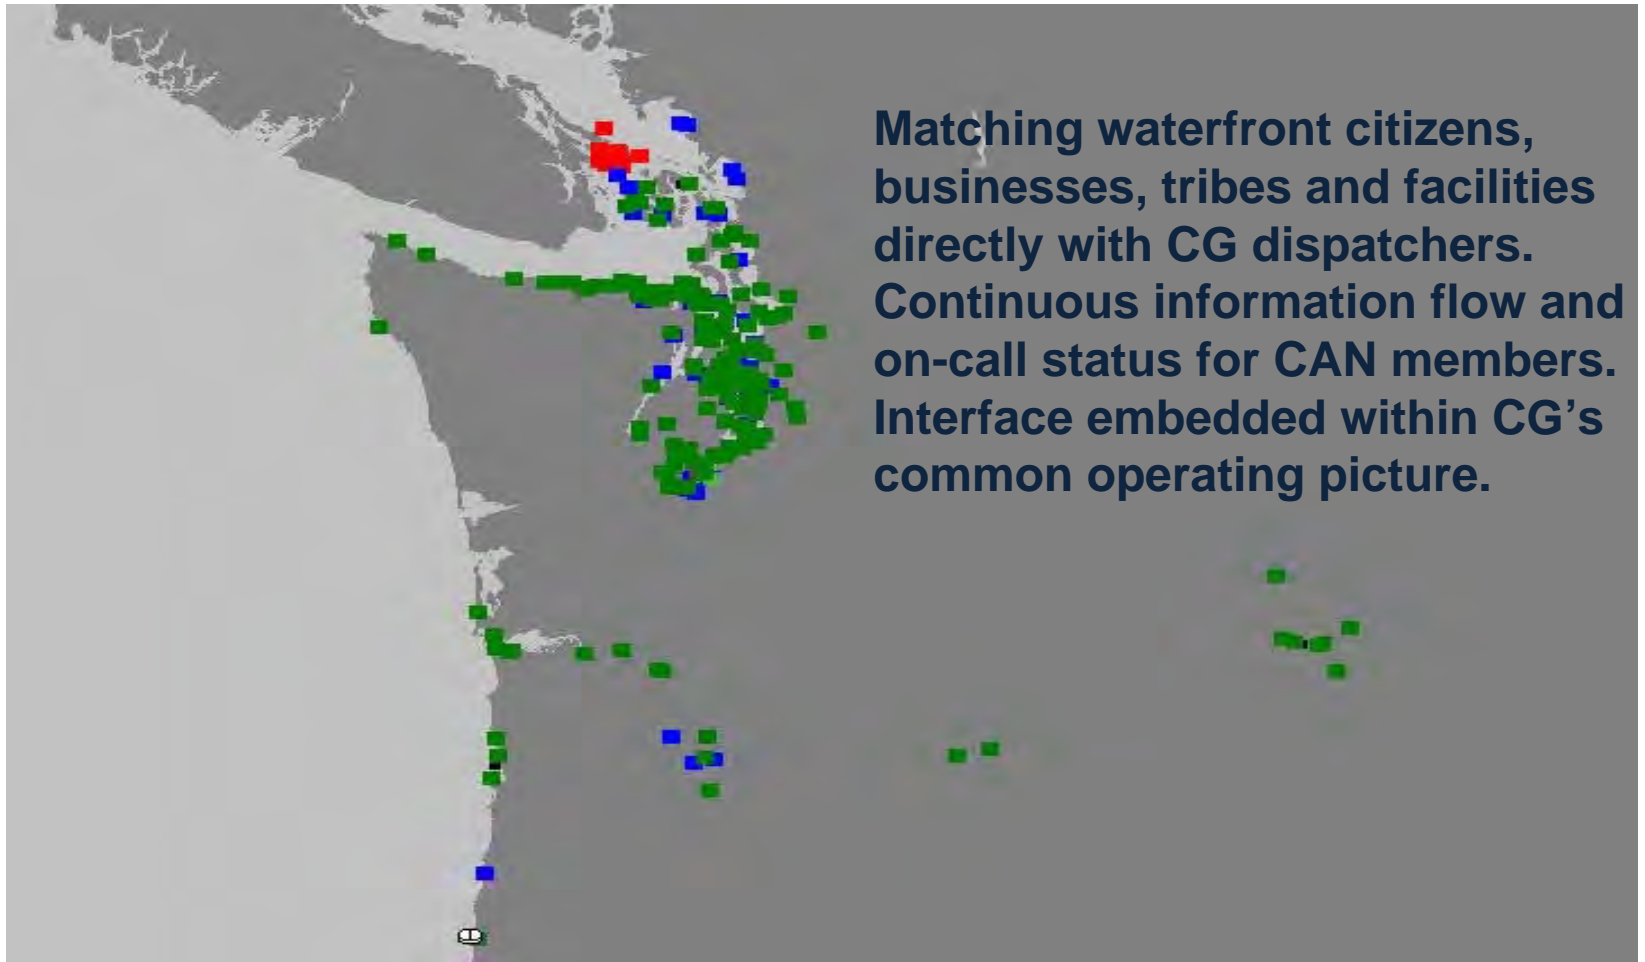 Matching waterfront citizens,
businesses, tribes and facilities
directly with CG dispatchers.
Continuous information flow and
on-call status for CAN members.
Interface embedded within CG’s
common operating picture.